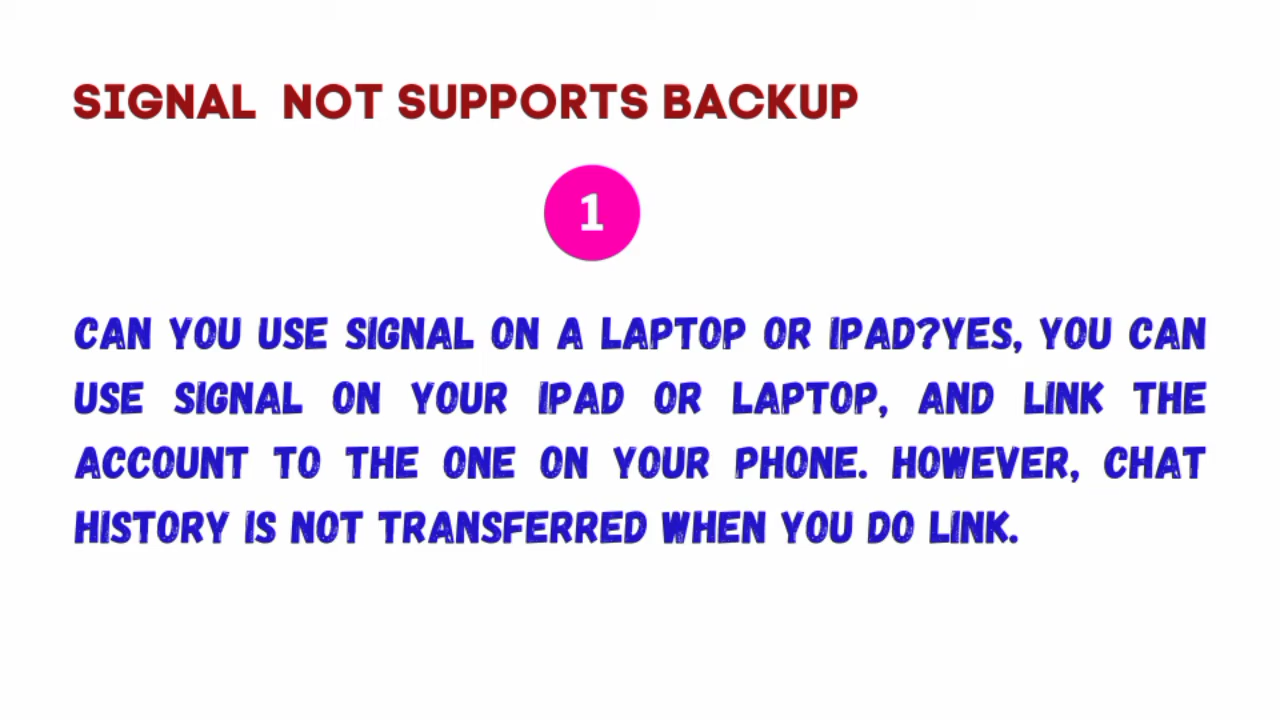 SIGNAL NOT SUPPORTS BACKUP
1
CAN YOU USE SIGNAL ON A LAPTOP OR IPAD?YES, YOU CAN
USE SIGNAL ON YOUR IPAD OR LAPTOP, AND LINK THE
ACCOUNT TO THE ONE ON YOUR PHONE. HOWEVER, CHAT
HISTORY IS NOT TRANSFERRED WHEN YOU DO LINK.